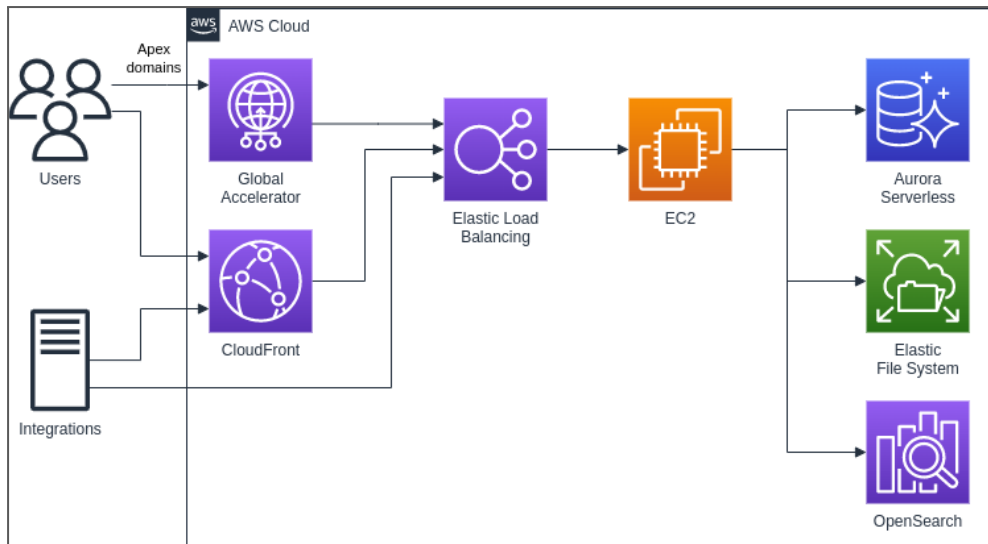 aws
AWS Cloud
Apex
domains
Users
Global
Accelerator
Elastic Load
Balancing
EC2
Aurora
Serverless
CloudFront
Elastic
File System
Integrations
OpenSearch